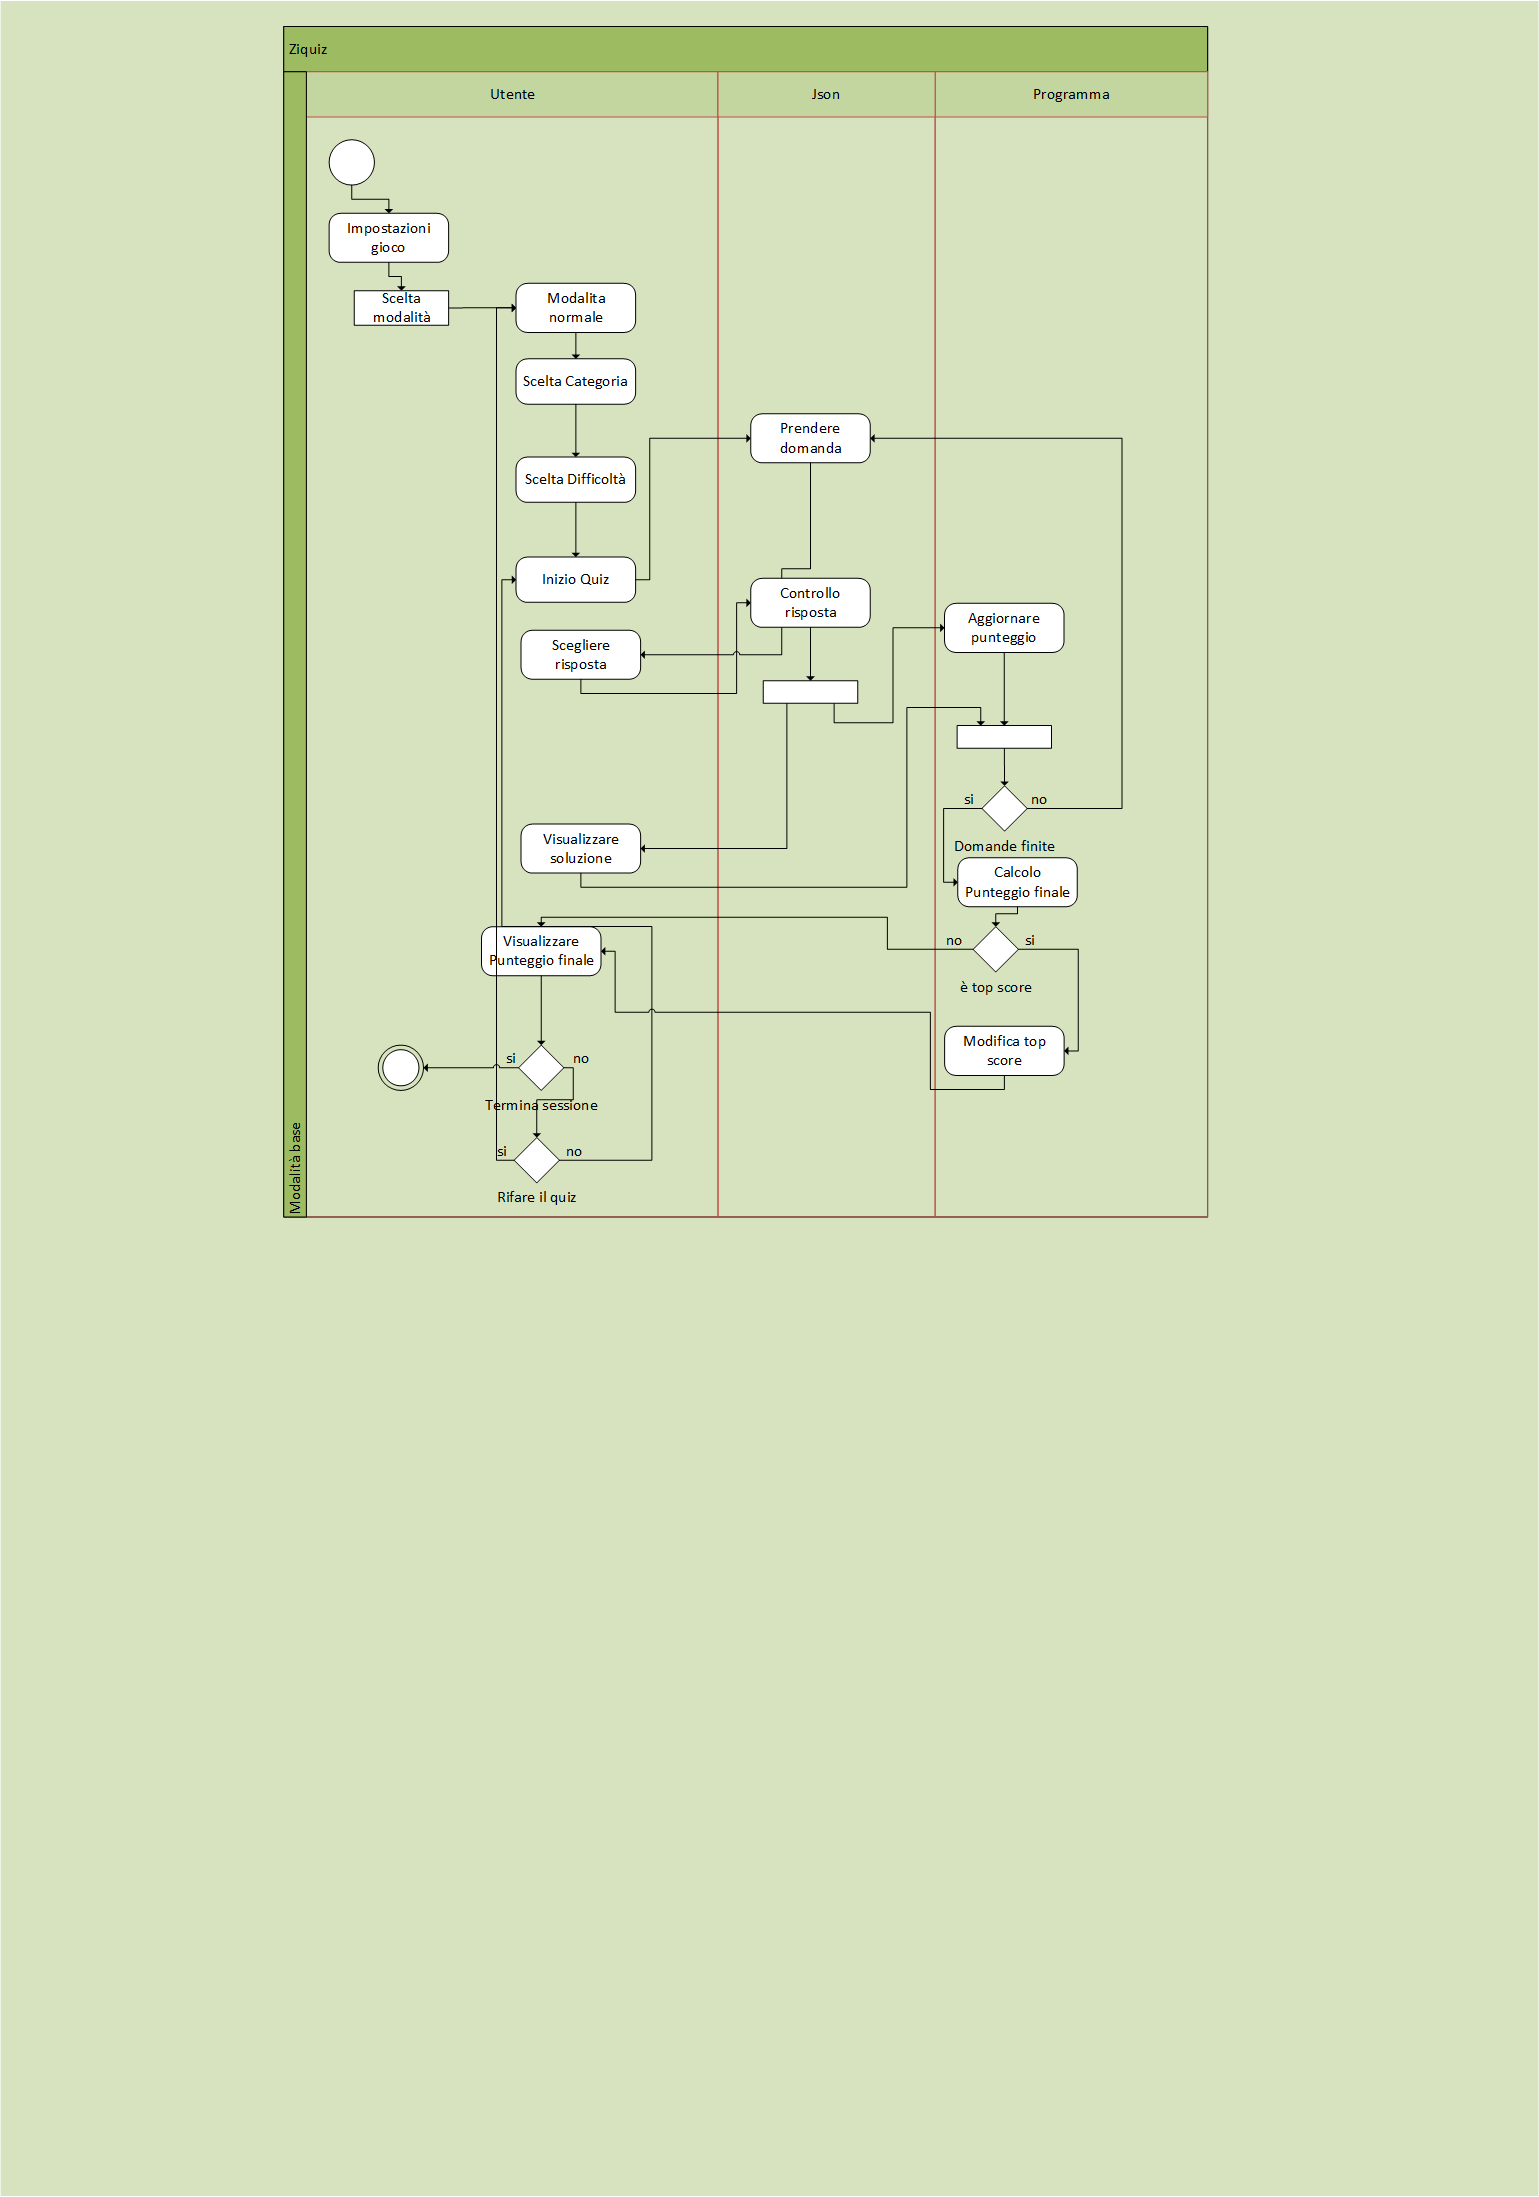 Ziquiz
Utente
Json
Programma
Impostazioni
gioco
Scelta
modalità
Modalita
normale
Scelta Categoria
Prendere
domanda
Scelta Difficoltà
Inizio Quiz
Controllo
risposta
Aggiornare
punteggio
Scegliere
risposta
si
no
Domande finite
Visualizzare
soluzione
Calcolo
Punteggio finale
Visualizzare
Punteggio finale
no
si
è top score
Modifica top
score
si
no
Termina sessione
si
no
Rifare il quiz
Modalità base